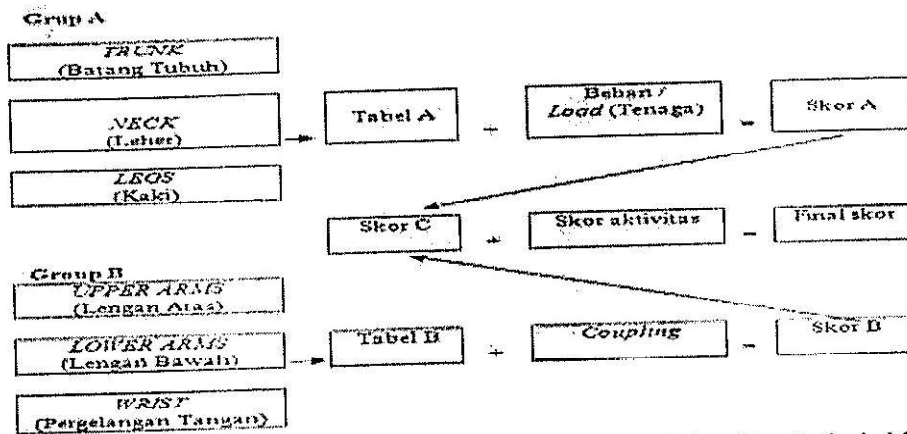 Grup A
TRUNK
(Batang Tubuh)
NECK
(Leher)
LEGS
(Kaki)
Tabel A
+
Beban /
Load (Tenaga)
=
Skor A
Skor C
+
Skor aktivitas
=
Final skor
Group B
UPPER ARMS
(Lengan Atas)
LOWER ARMS
(Lengan Bawah)
WRIST
(Pergelangan Tangan)
Tabel B
+
Coupling
=
Skor B